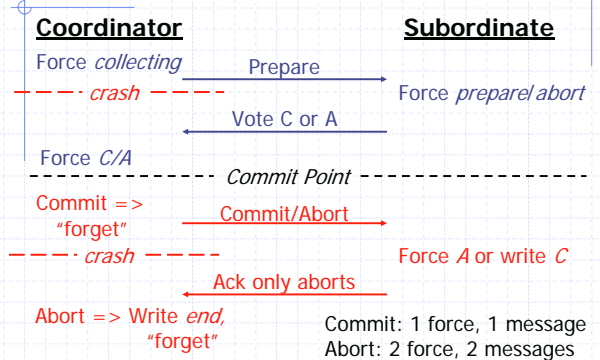 Coordinator
Subordinate
Force collecting
Prepare
crash
Force prepare/abort
Vote C or A
Force C/A
Commit Point
Commit =>
"forget"
Commit/Abort
crash
Force A or write C
Ack only aborts
Abort => Write end,
"forget"
Commit: 1 force, 1 message
Abort: 2 force, 2 messages